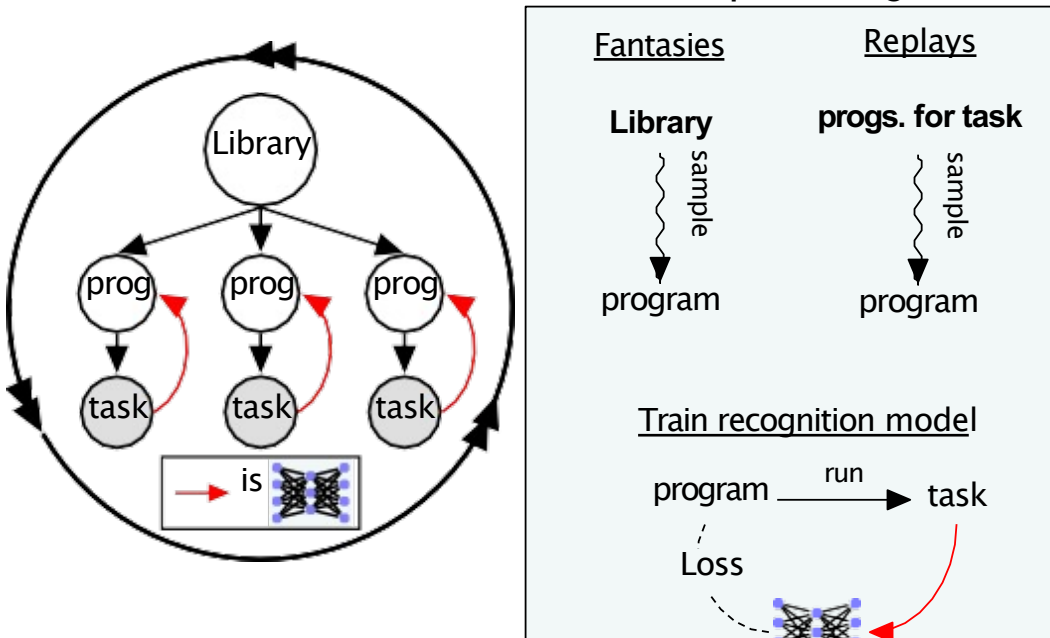 Library
prog prog prog
task task task
is
Fantasies
Replays
Library
progs. for task
sample
sample
program
program
Train recognition model
program
run
task
Loss